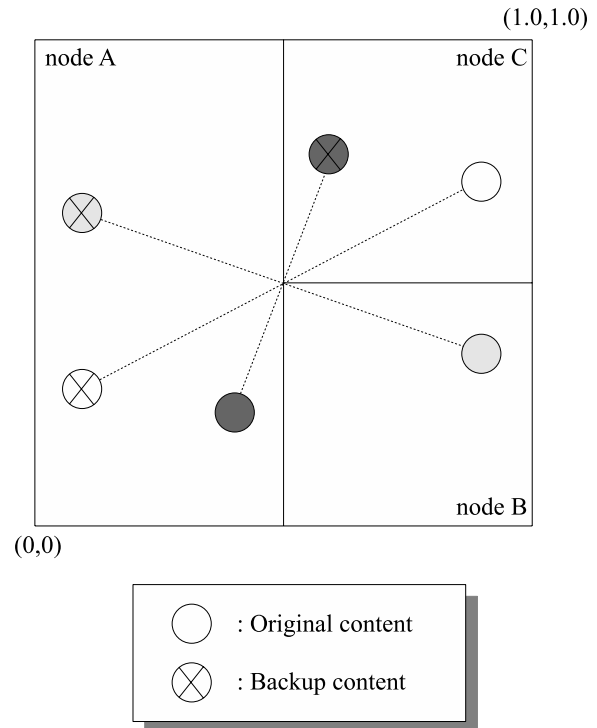 (1.0,1.0)
node A
node C
node B
(0,0)
: Original content
: Backup content